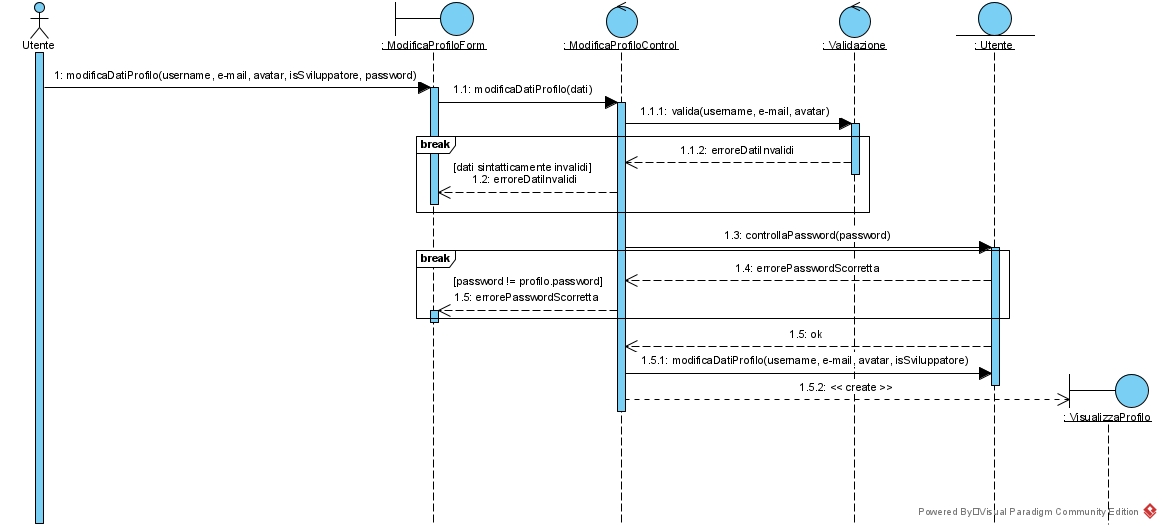 Utente
: ModificaProfiloForm
: ModificaProfiloControl
: Validazione
: Utente
1: modificaDatiProfilo(username, e-mail, avatar, isSviluppatore, password)
1.1: modificaDatiProfilo(dati)
1.1.1: valida(username, e-mail, avatar)
break
1.1.2: erroreDatiInvalidi
[dati sintatticamente invalidi]
1.2: erroreDatiInvalidi
1.3: controllaPassword(password)
break
1.4: errorePasswordScorretta
[password != profilo.password]
1.5: errorePasswordScorretta
1.5: ok
1.5.1: modificaDatiProfilo(username, e-mail, avatar, isSviluppatore)
1.5.2: << create >>
: VisualizzaProfilo
Powered By Visual Paradigm Community Edition